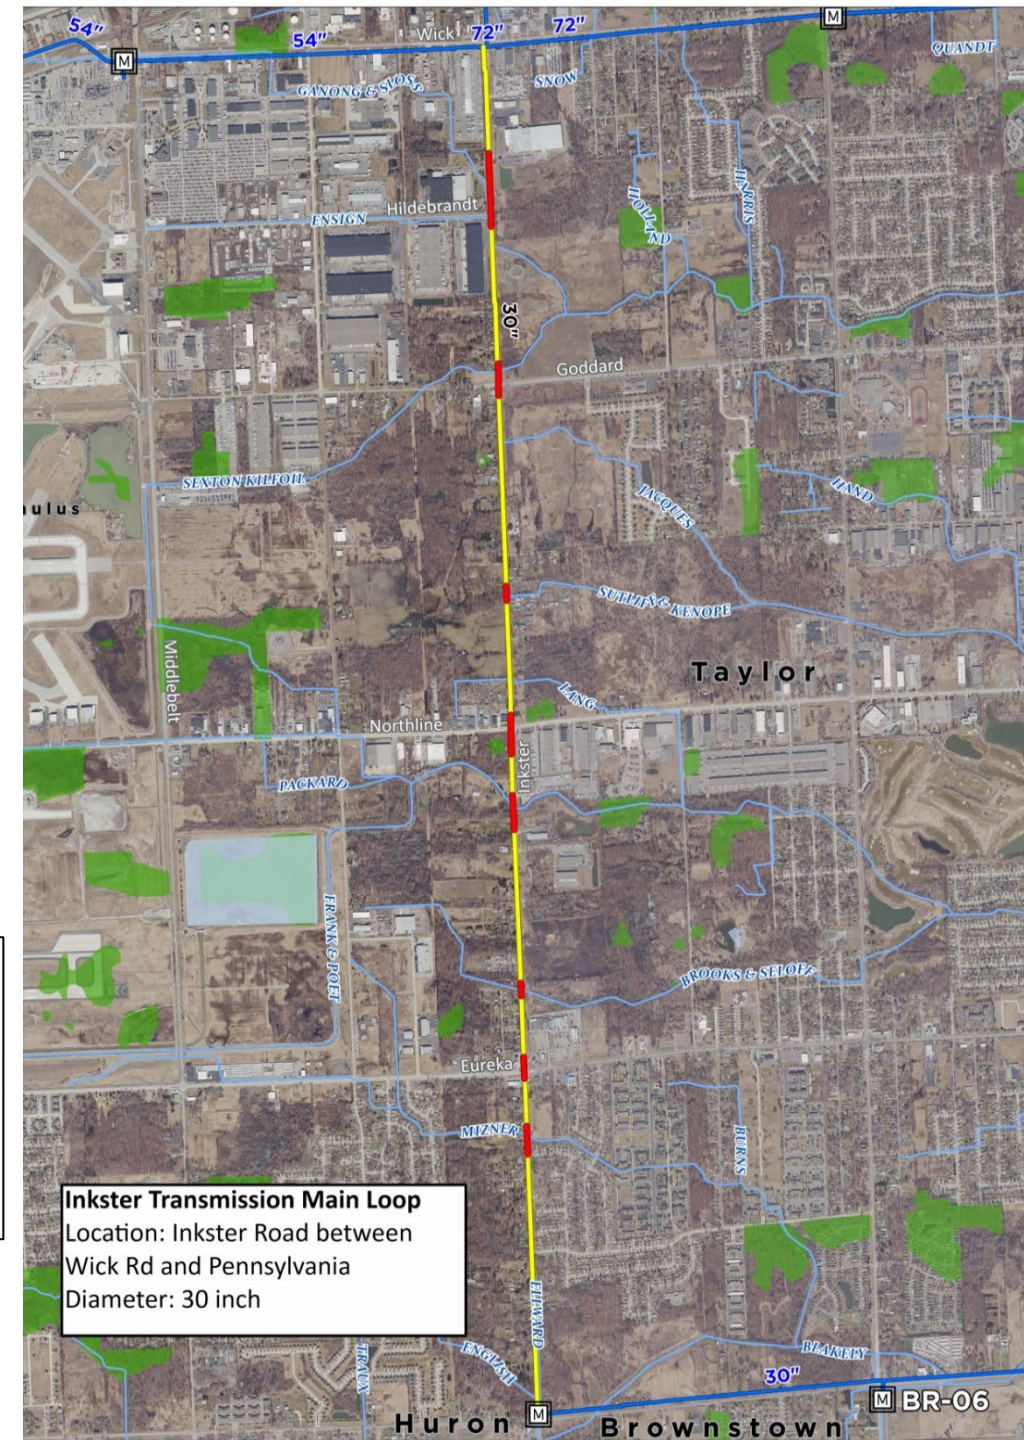 54"
54"
Wick
72"
72"
M
M
QUANDT
SNOW
GANONG & SLOSS
HARRIS
HOLLAND
Hildebrandt
ENSIGN
30"
Goddard
SEXTON KILFOIL
HAND
JACQUES
ulus
SUTLIFF & KENOPE
Taylor
Middlebelt
LANG
Northline
Inkster
PACKARD
FRANK & POET
BROOKS & SELOFF
Eureka
MIZNER
BURNS
Inkster Transmission Main Loop
Location: Inkster Road between
Wick Rd and Pennsylvania
Diameter: 30 inch
ELLWARD
ENGLISH
TRAUX
BLAKELY
30"
M
M
BR-06
Huron
Brownstown